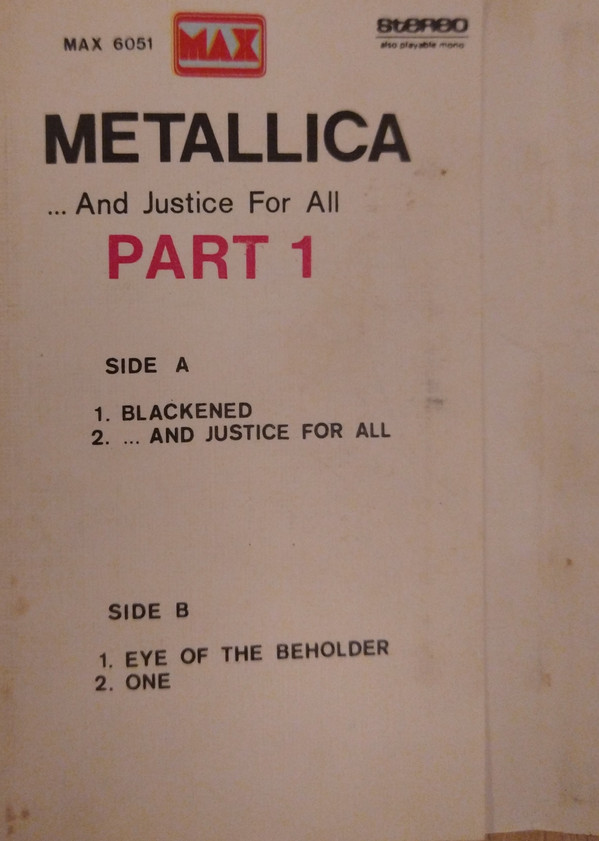 MAX 6051
MAX
STEREO
also playable mono
METALLICA
... And Justice For All
PART 1
SIDE A
1. BLACKENED
2. ... AND JUSTICE FOR ALL
SIDE B
1. EYE OF THE BEHOLDER
2. ONE